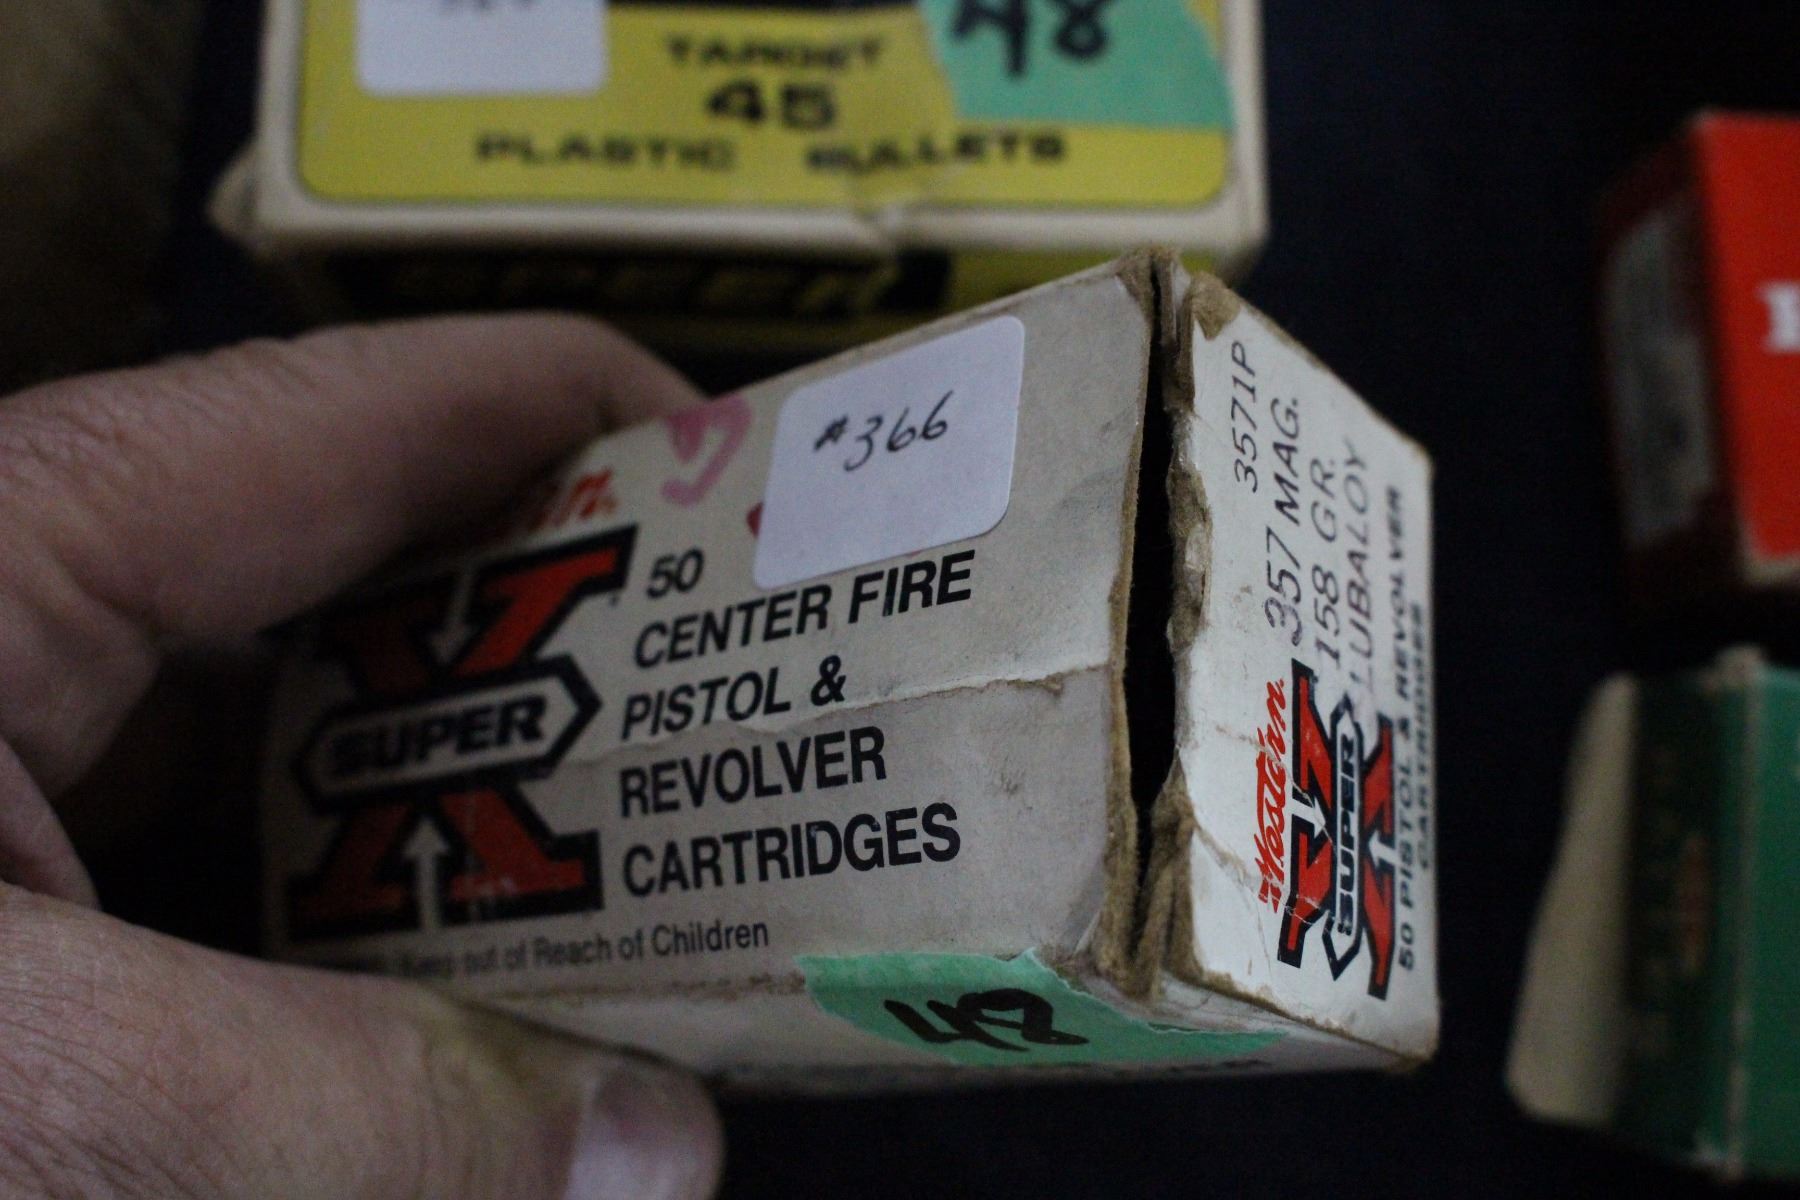 48
TARGET
45
PLASTIC BULLETS
SPEER
#366
50
CENTER FIRE
PISTOL &
REVOLVER
CARTRIDGES
SUPER
X
Keep out of Reach of Children
48
3571P
357 MAG.
158 GR.
LUBALOY
Western
SUPER
X
50 PISTOL & REVOLVER
CARTRIDGES